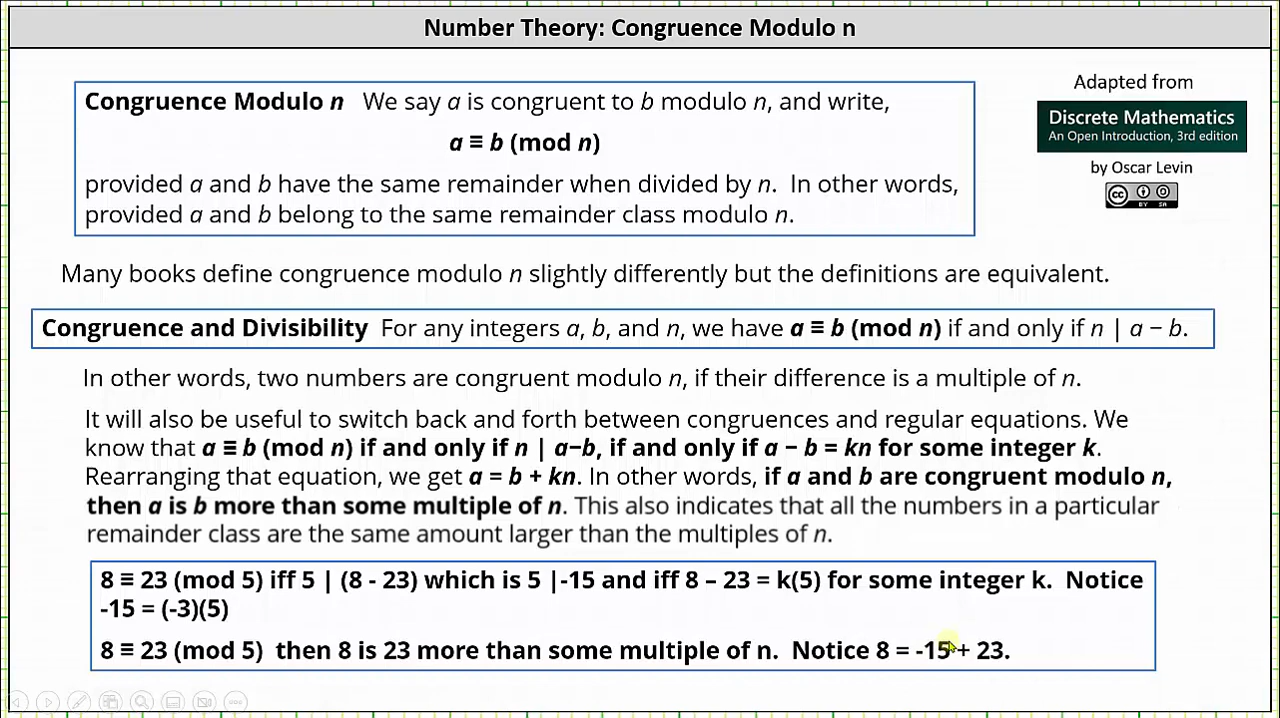 Number Theory: Congruence Modulo n
Congruence Modulo n We say a is congruent to b modulo n, and write,
a ≡ b (mod n)
provided a and b have the same remainder when divided by n. In other words,
provided a and b belong to the same remainder class modulo n.
Adapted from
Discrete Mathematics
An Open Introduction, 3rd edition
by Oscar Levin
cc BY SA
Many books define congruence modulo n slightly differently but the definitions are equivalent.
Congruence and Divisibility For any integers a, b, and n, we have a ≡ b (mod n) if and only if n | a − b.
In other words, two numbers are congruent modulo n, if their difference is a multiple of n.
It will also be useful to switch back and forth between congruences and regular equations. We
know that a ≡ b (mod n) if and only if n | a−b, if and only if a − b = kn for some integer k.
Rearranging that equation, we get a = b + kn. In other words, if a and b are congruent modulo n,
then a is b more than some multiple of n. This also indicates that all the numbers in a particular
remainder class are the same amount larger than the multiples of n.
8 ≡ 23 (mod 5) iff 5 | (8 - 23) which is 5 |-15 and iff 8 – 23 = k(5) for some integer k. Notice
-15 = (-3)(5)
8 ≡ 23 (mod 5) then 8 is 23 more than some multiple of n. Notice 8 = -15 + 23.